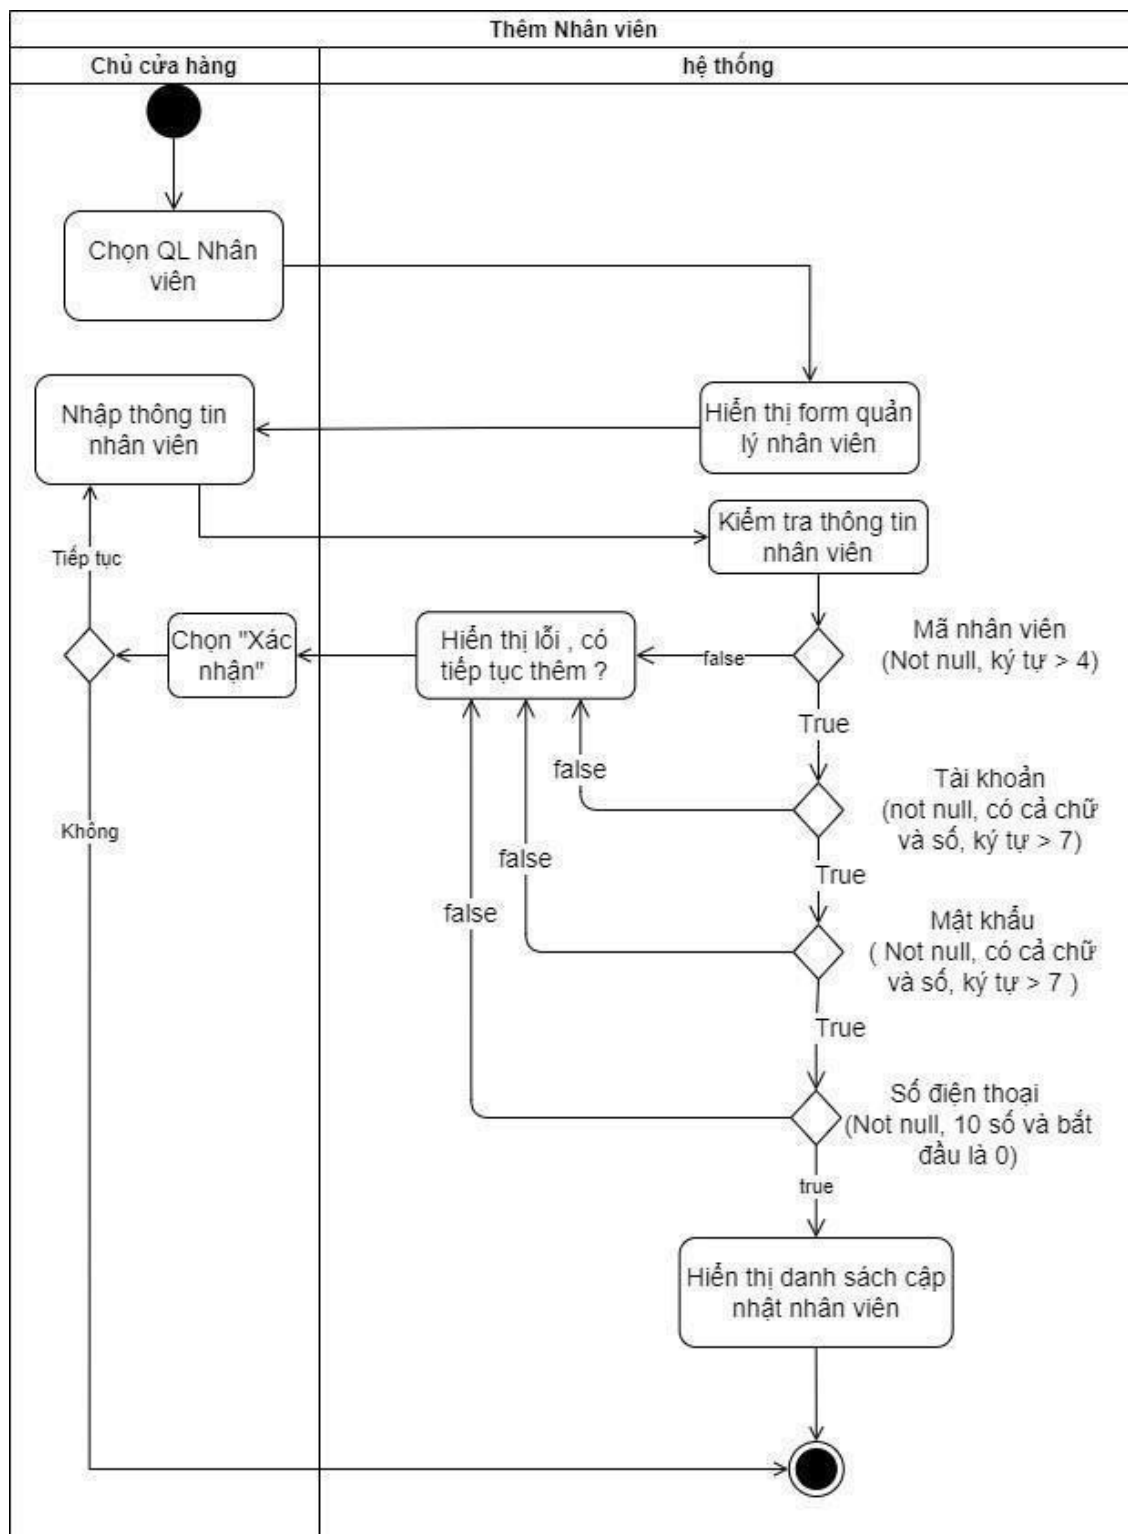 Thêm Nhân viên
Chủ cửa hàng
hệ thống
Chọn QL Nhân
viên
Nhập thông tin
nhân viên
Hiển thị form quản
lý nhân viên
Kiểm tra thông tin
nhân viên
Tiếp tục
Chọn "Xác
nhận"
Hiển thị lỗi , có
tiếp tục thêm ?
false
Mã nhân viên
(Not null, ký tự > 4)
True
false
Tài khoản
(not null, có cả chữ
và số, ký tự > 7)
Không
false
True
false
Mật khẩu
( Not null, có cả chữ
và số, ký tự > 7 )
True
Số điện thoại
(Not null, 10 số và bắt
đầu là 0)
true
Hiển thị danh sách cập
nhật nhân viên